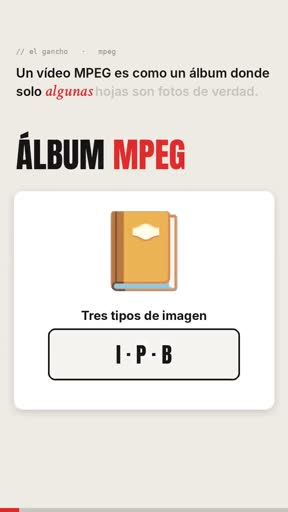 // el gancho · mpeg
Un vídeo MPEG es como un álbum donde
solo algunas hojas son fotos de verdad.
ÁLBUM MPEG
Tres tipos de imagen
I · P · B